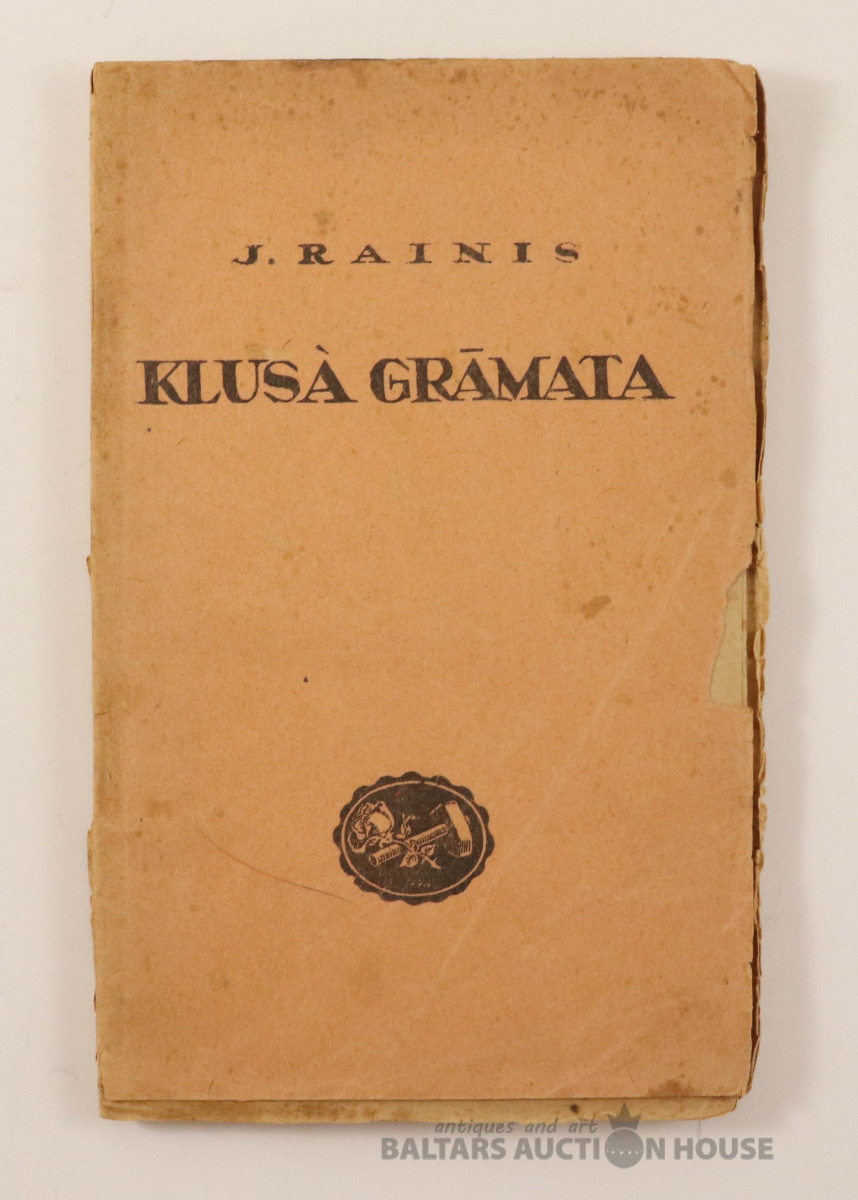 J. RAINIS
KLUSÀ GRĀMATA
antiques and art
BALTARS AUCTION HOUSE